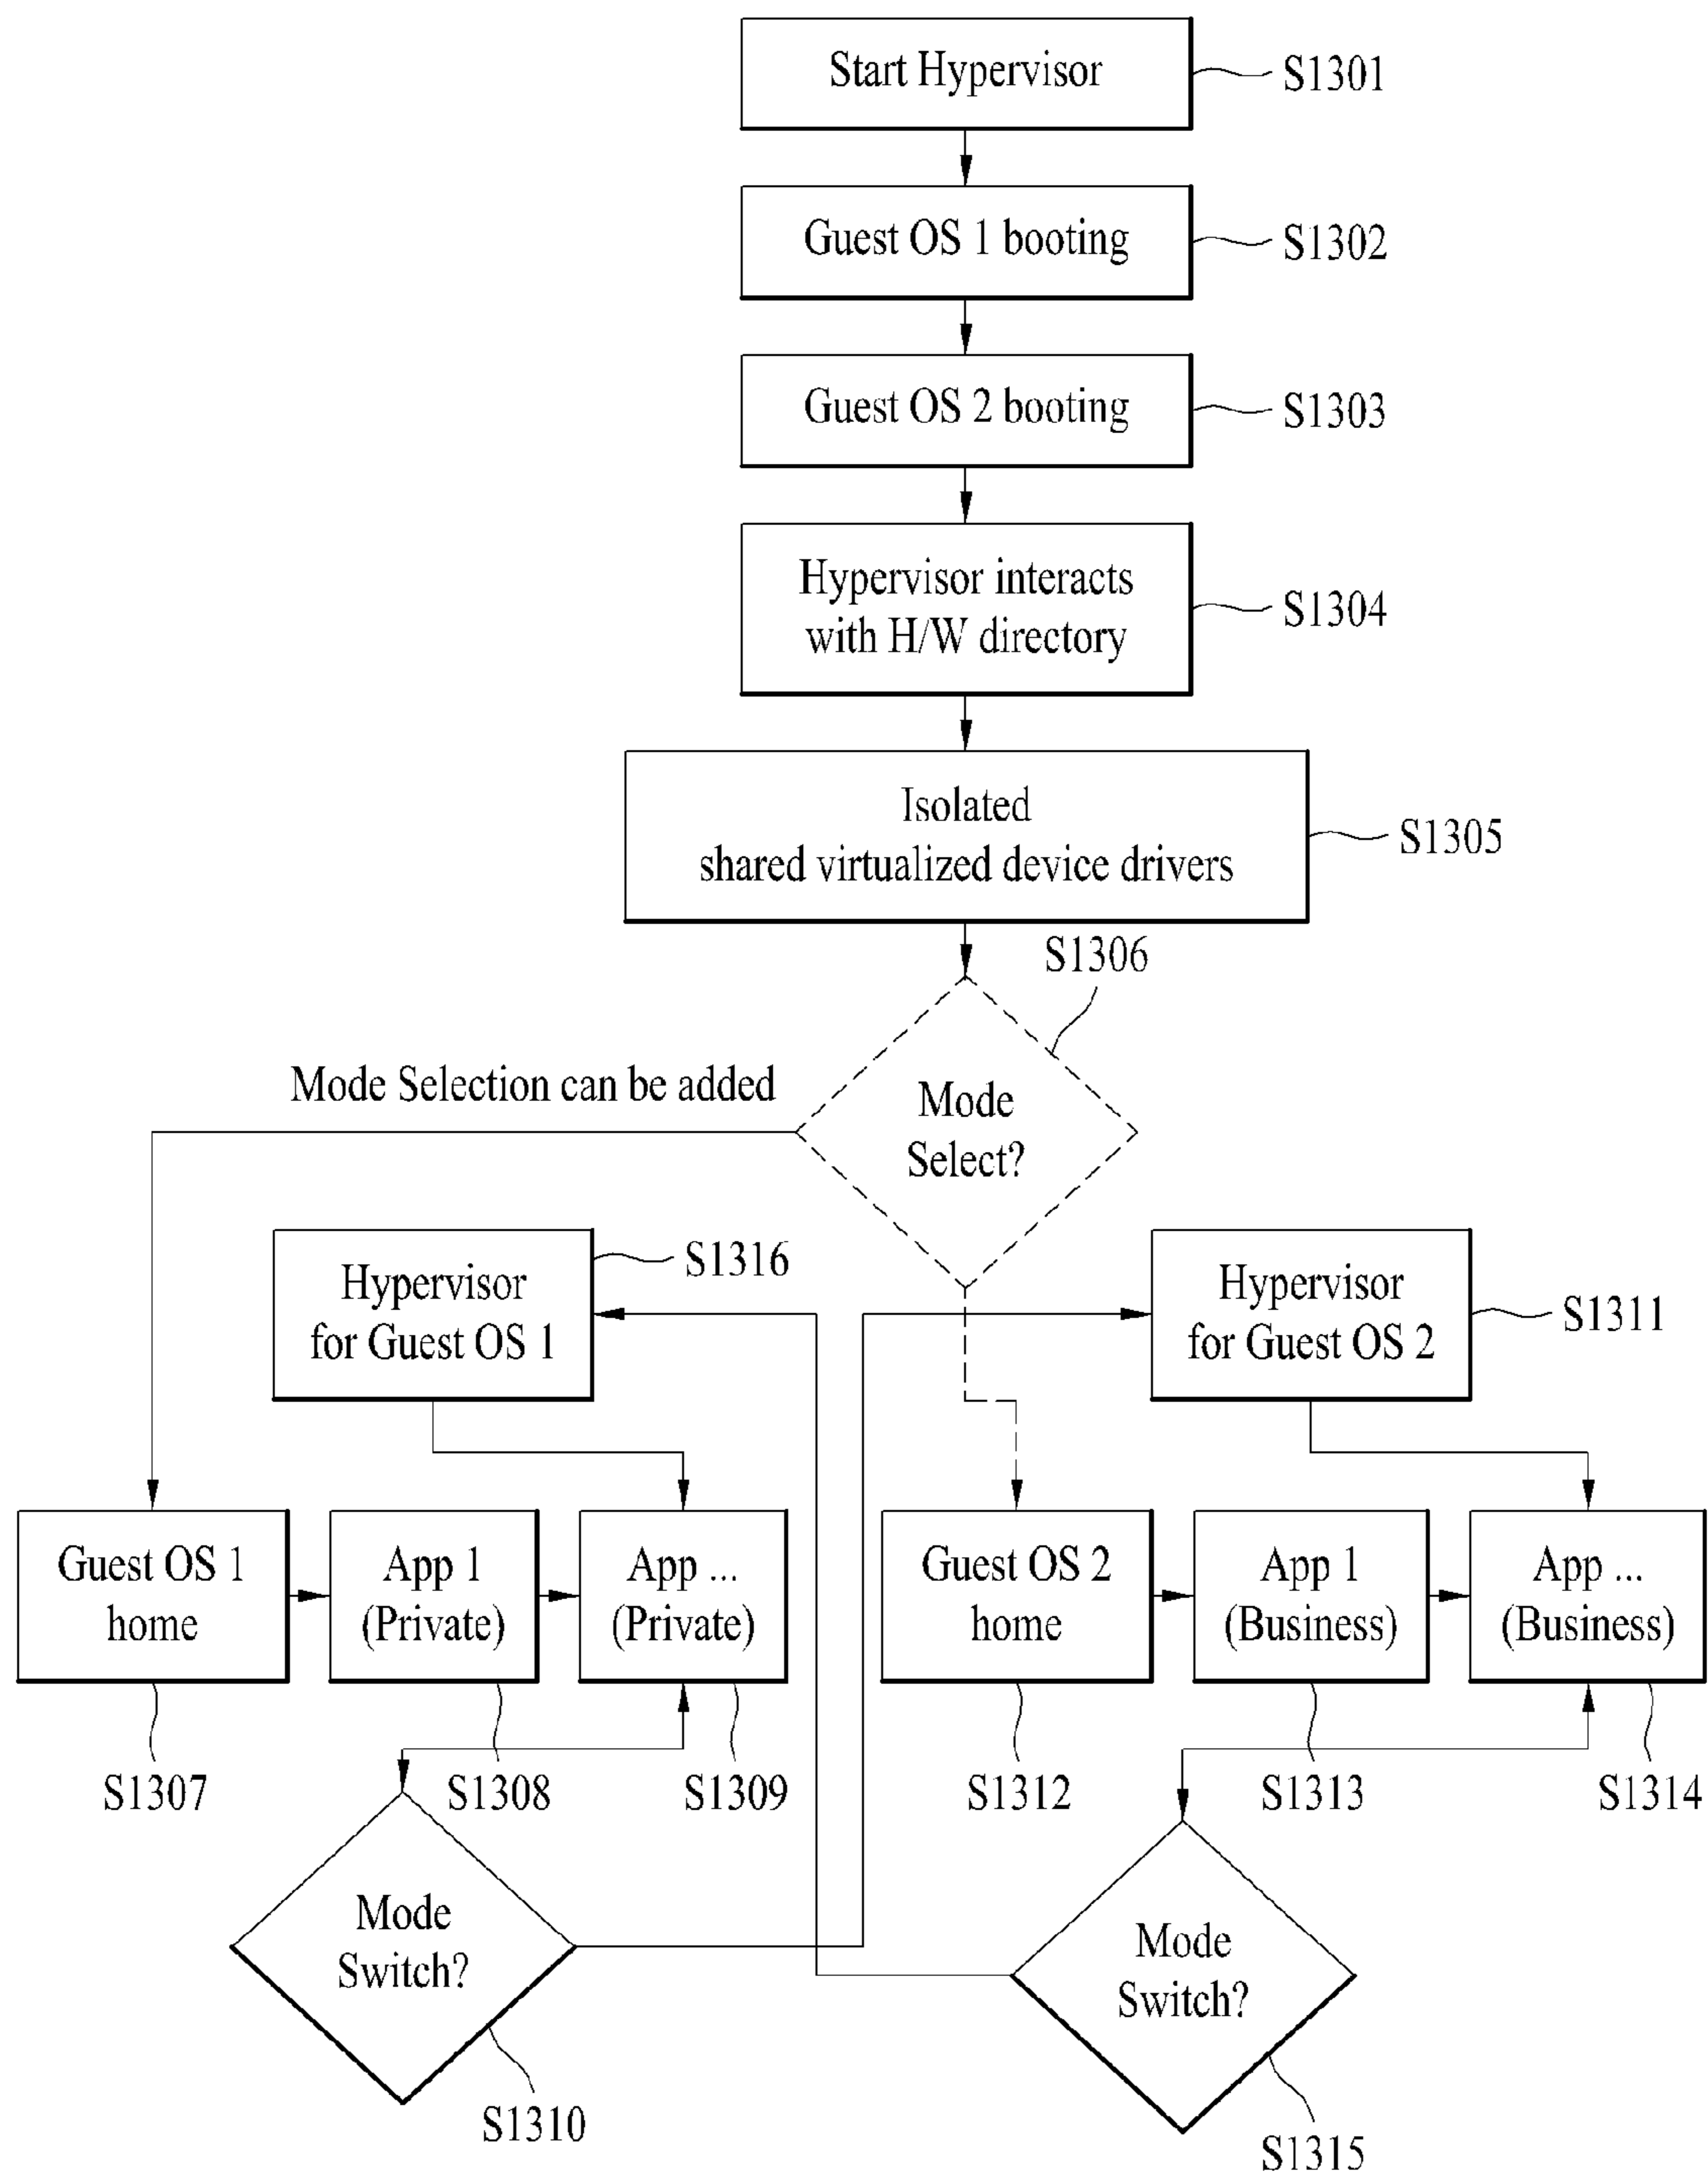 Start Hypervisor
S1301
Guest OS 1 booting
S1302
Guest OS 2 booting
S1303
Hypervisor interacts
with H/W directory
S1304
Isolated
shared virtualized device drivers
S1305
S1306
Mode Selection can be added
Mode
Select?
Hypervisor
for Guest OS 1
S1316
Hypervisor
for Guest OS 2
S1311
Guest OS 1
home
App 1
(Private)
App ...
(Private)
Guest OS 2
home
App 1
(Business)
App ...
(Business)
S1307
S1308
S1309
S1312
S1313
S1314
Mode
Switch?
S1310
Mode
Switch?
S1315